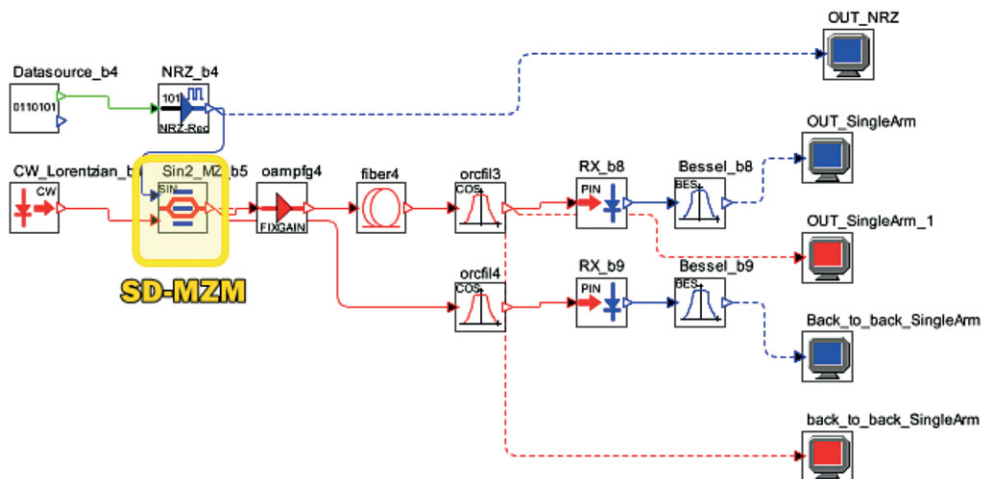 OUT_NRZ
Datasource_b4
NRZ_b4
0110101
101
NRZ-Rec
OUT_SingleArm
CW_Lorentzian_b
Sin2_MZ_b5
oampfg4
fiber4
orcfil3
RX_b8
Bessel_b8
CW
SIN
FIXGAIN
COS
PIN
BES
OUT_SingleArm_1
SD-MZM
orcfil4
RX_b9
Bessel_b9
COS
PIN
BES
Back_to_back_SingleArm
back_to_back_SingleArm